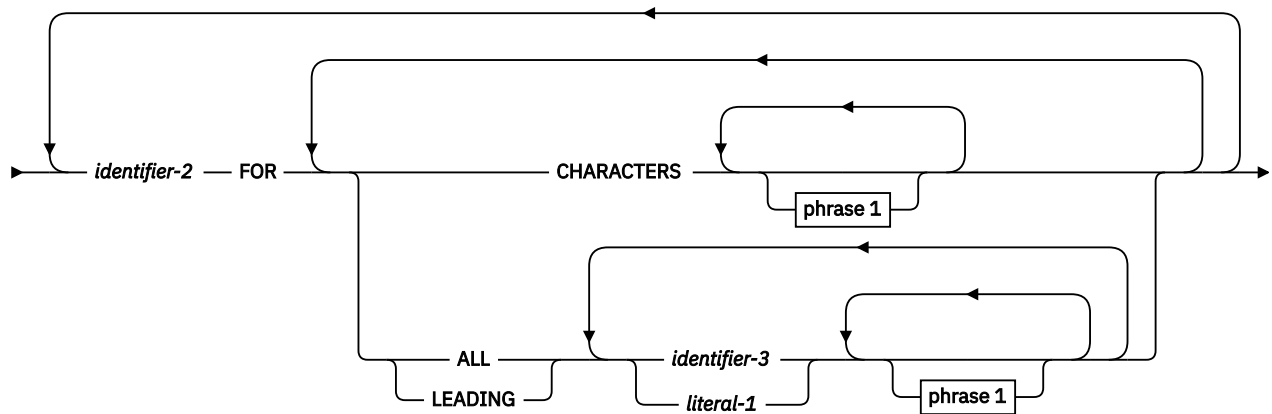 identifier-2 FOR CHARACTERS
phrase 1
ALL identifier-3
LEADING literal-1 phrase 1